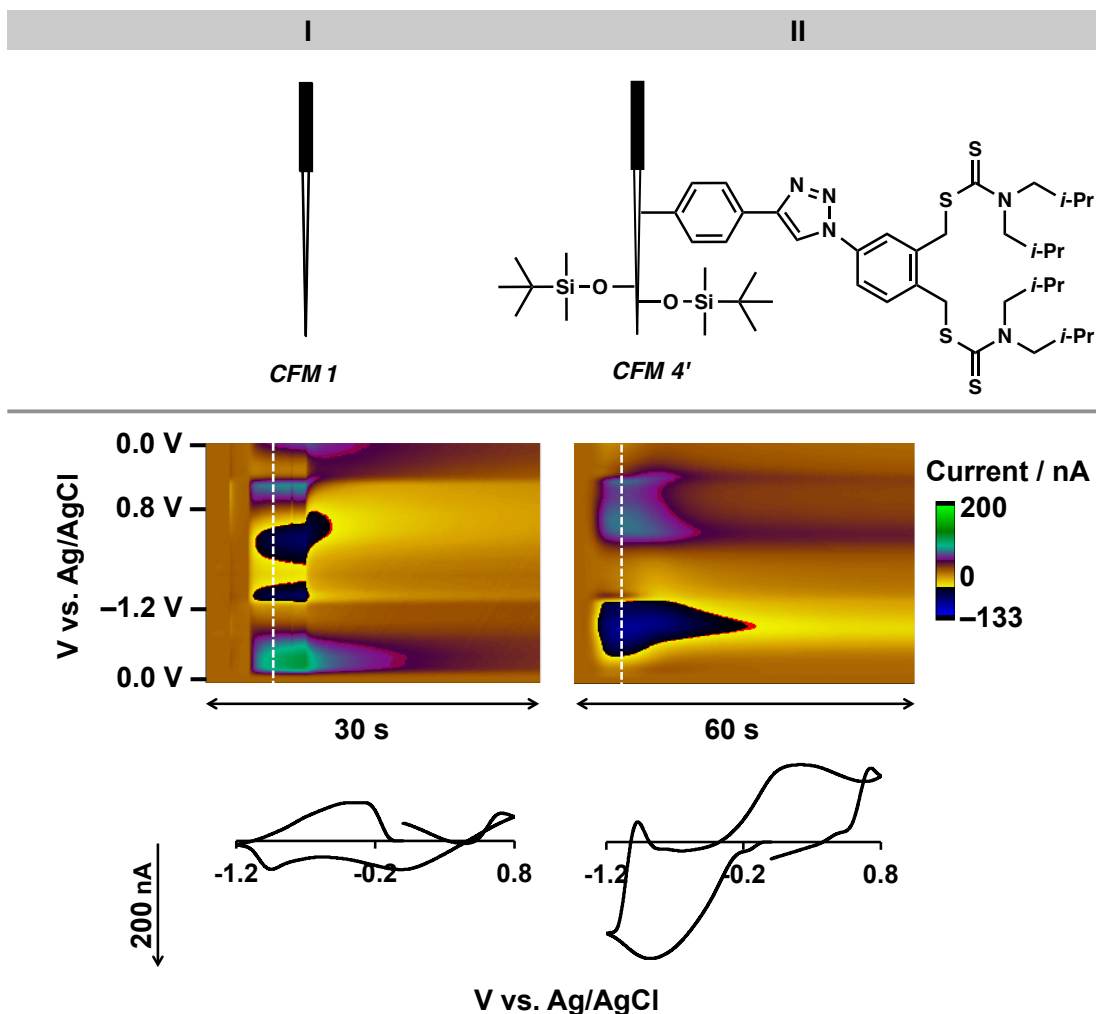 I II
S
N N
N
S N i-Pr
N
i-Pr
i-Pr
Si O O Si
S N i-Pr
S
CFM 1 CFM 4'
V vs. Ag/AgCl
0.0 V
0.8 V
–1.2 V
0.0 V
Current / nA
200
0
–133
30 s 60 s
200 nA
-1.2 -0.2 0.8
-1.2 -0.2 0.8
V vs. Ag/AgCl